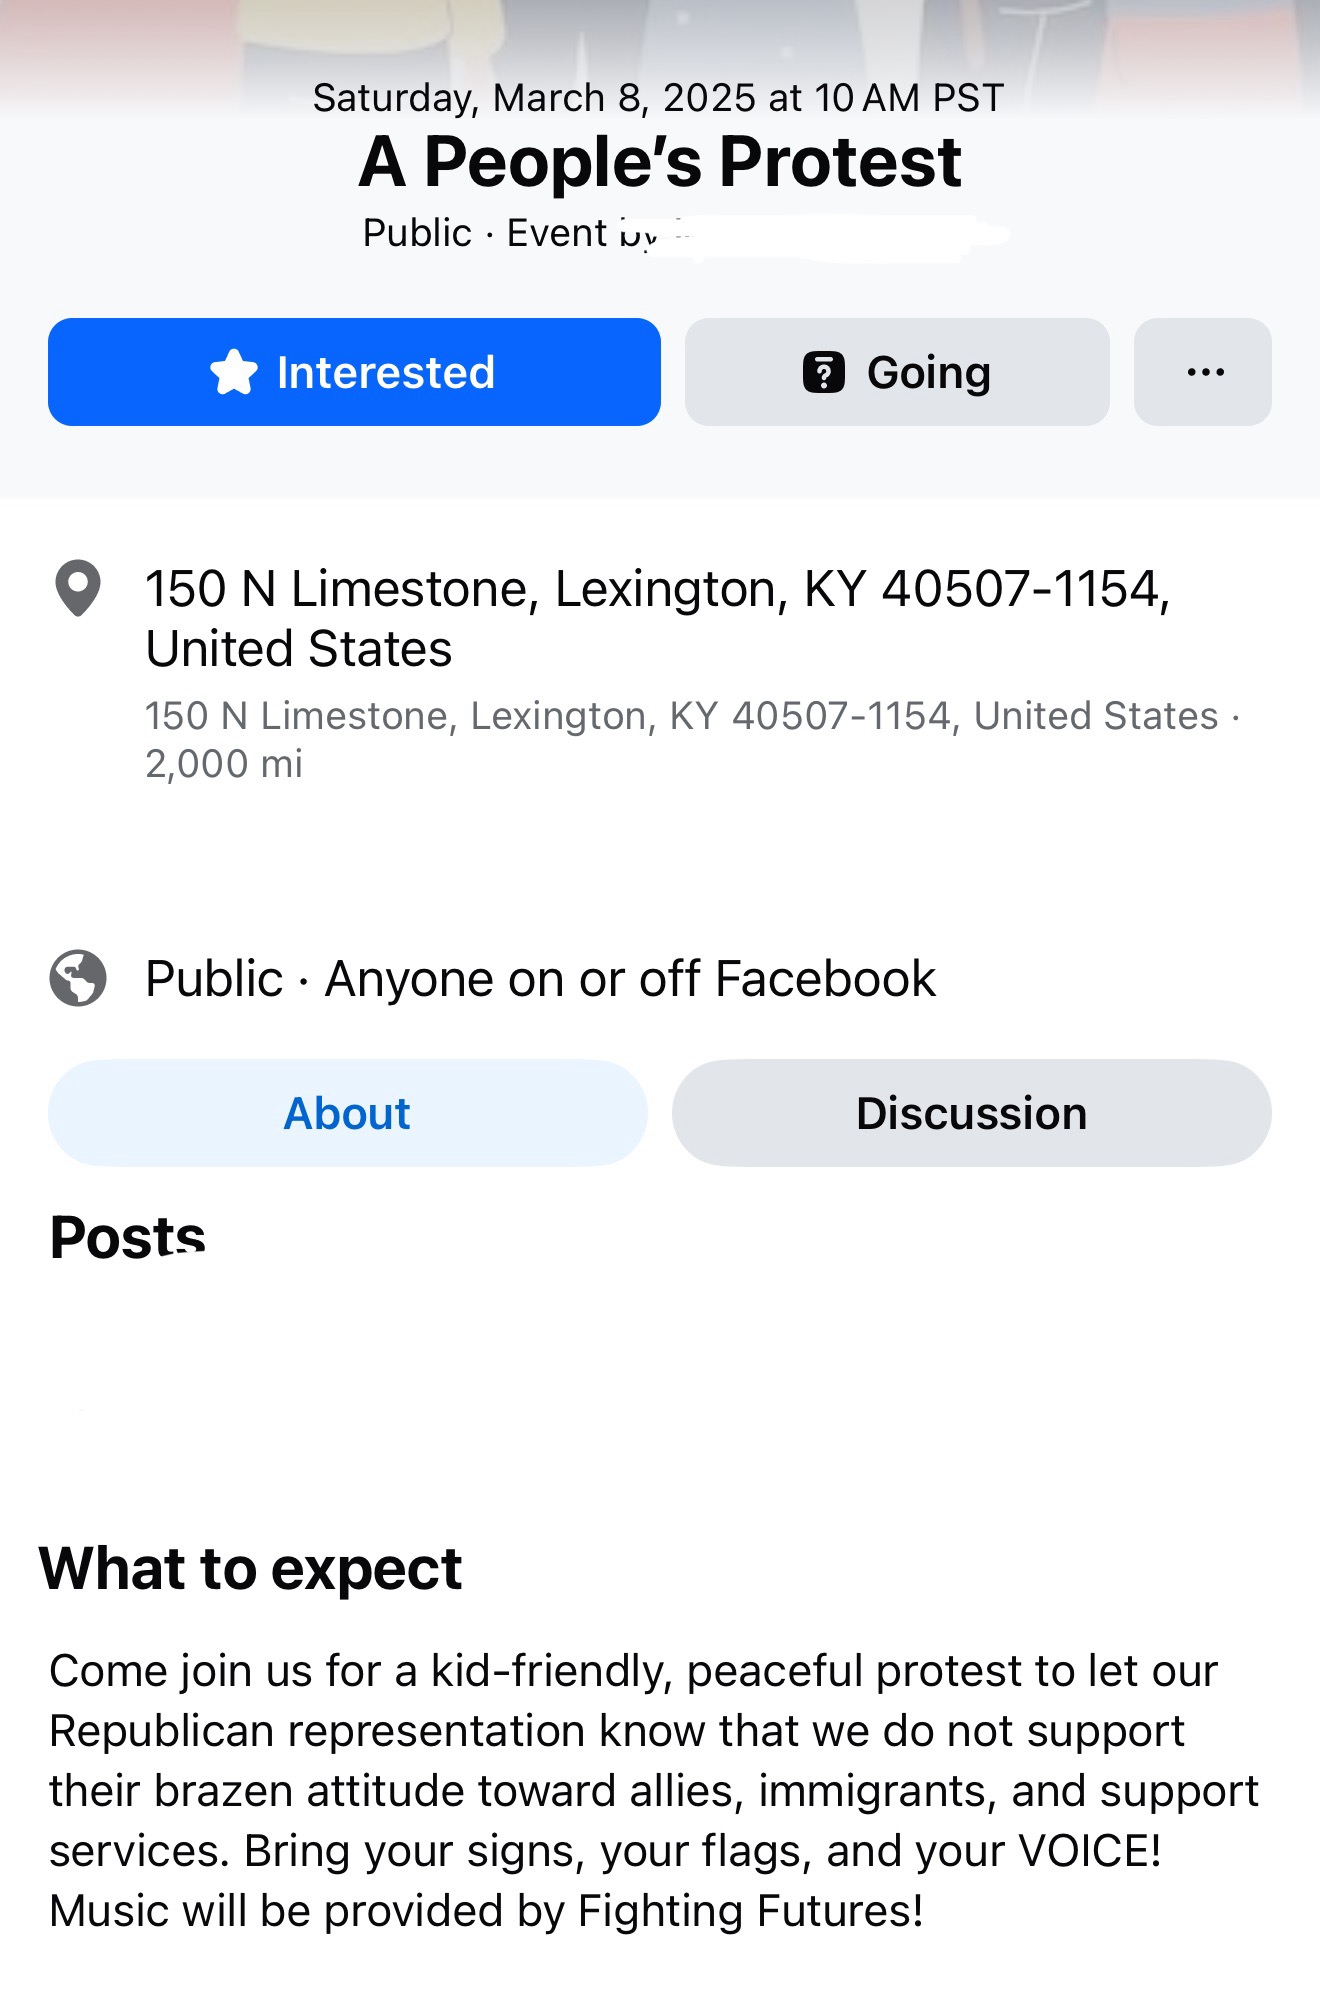 Saturday, March 8, 2025 at 10 AM PST
A People's Protest
Public · Event by
Interested
Going
150 N Limestone, Lexington, KY 40507-1154,
United States
150 N Limestone, Lexington, KY 40507-1154, United States ·
2,000 mi
Public · Anyone on or off Facebook
About
Discussion
Posts
What to expect
Come join us for a kid-friendly, peaceful protest to let our
Republican representation know that we do not support
their brazen attitude toward allies, immigrants, and support
services. Bring your signs, your flags, and your VOICE!
Music will be provided by Fighting Futures!